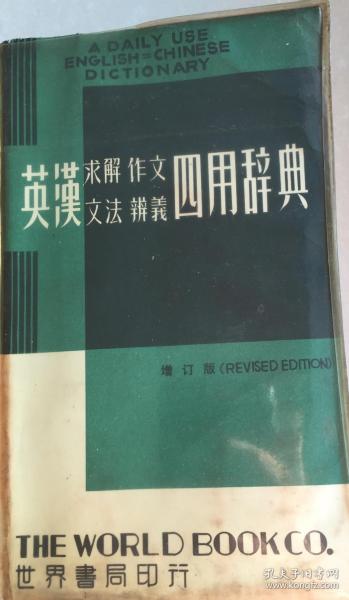 A DAILY USE
ENGLISH=CHINESE
DICTIONARY
英漢求解作文文法辨義四用辞典
增订版(REVISED EDITION)
THE WORLD BOOK CO.
世界書局印行
孔夫子旧书网